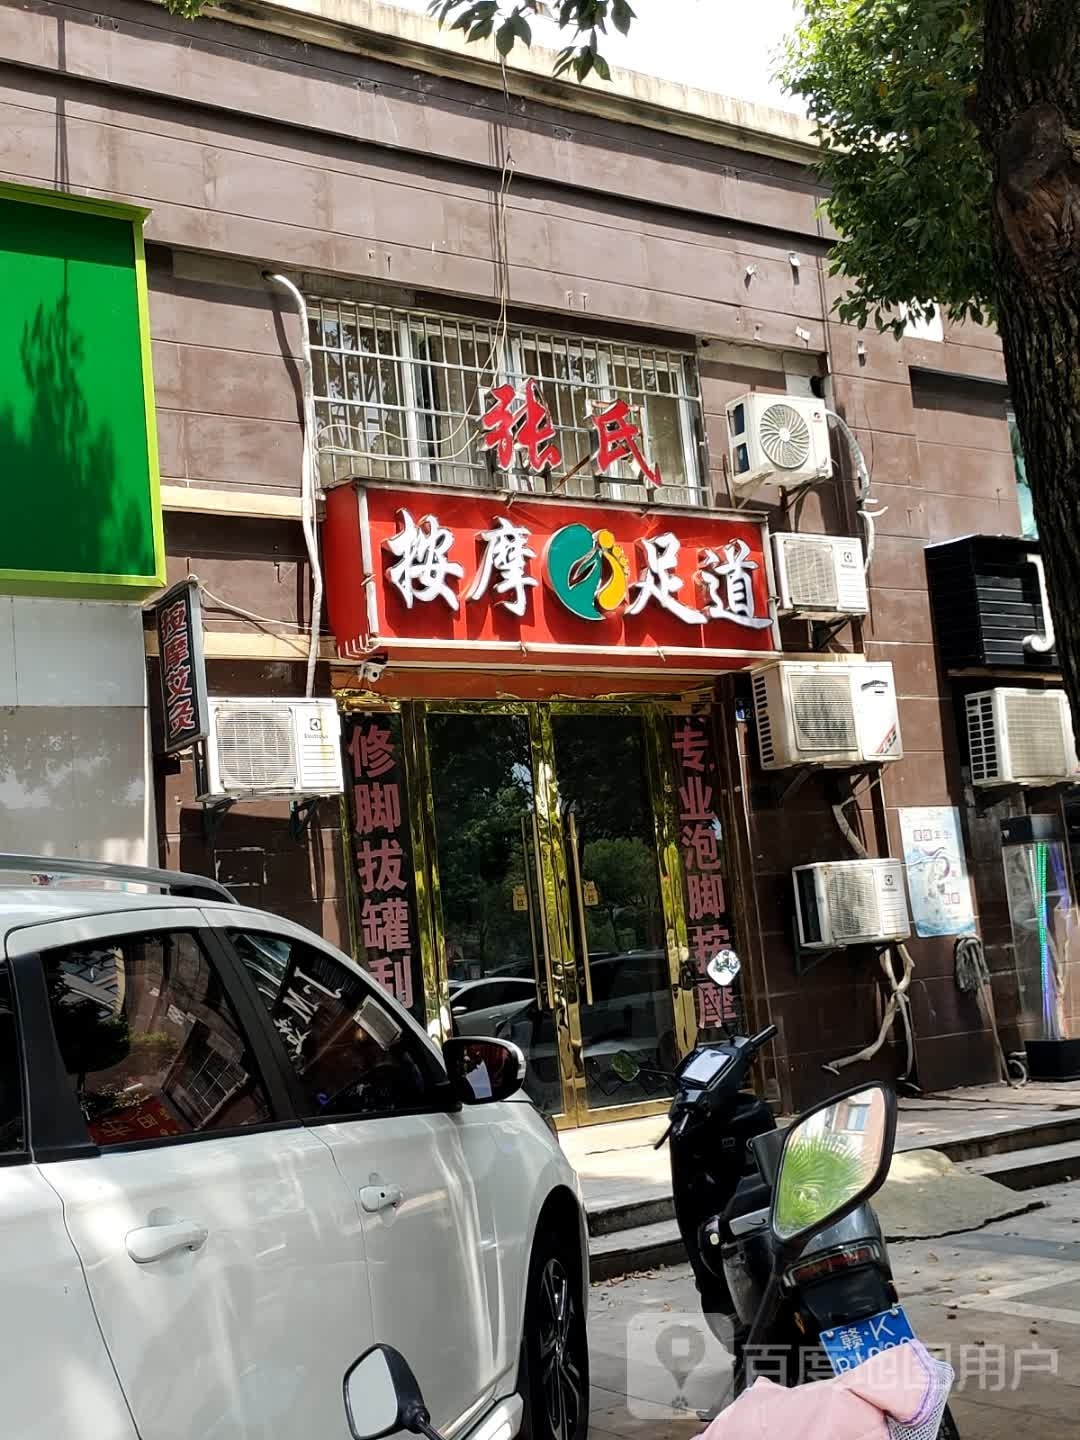 张氏
按摩足道
按摩艾灸
修脚拔罐刮
专业泡脚按摩
J
赣·K
百度地图用户